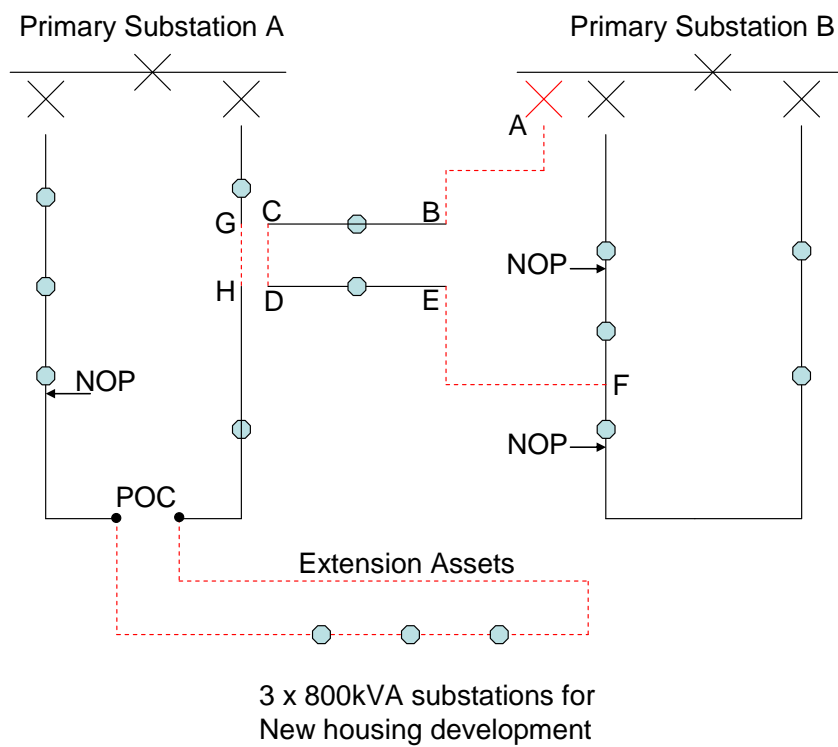 Primary Substation A
Primary Substation B
A
G
C
B
NOP
H
D
E
NOP
F
NOP
POC
Extension Assets
3 x 800kVA substations for
New housing development